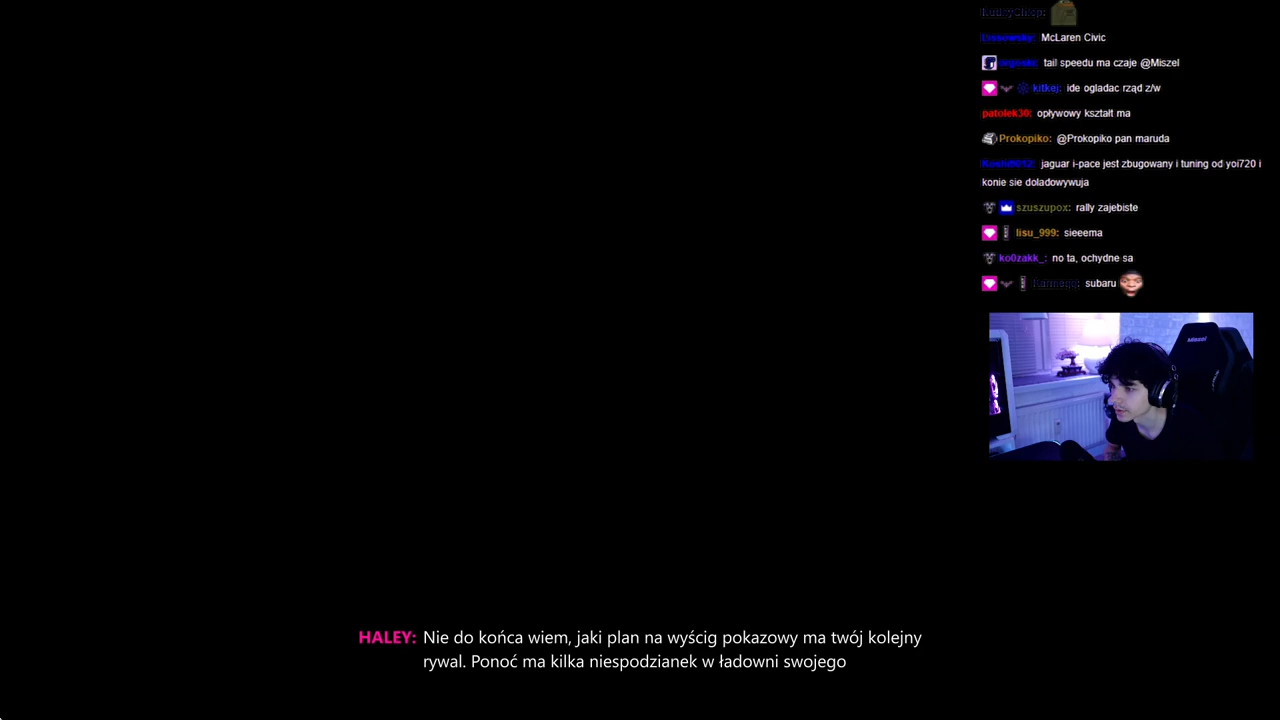 McLaren Civic
tail speedu ma czaje @Miszel
kitkej: ide ogladac rząd z/w
patolek30: opływowy kształt ma
Prokopiko: @Prokopiko pan maruda
jaguar i-pace jest zbugowany i tuning od yoi720 i
konie sie doladowywuja
szuszupox: rally zajebiste
lisu_999: sieeema
ko0zakk_: no ta, ochydne sa
subaru
Miszel
HALEY: Nie do końca wiem, jaki plan na wyścig pokazowy ma twój kolejny
rywal. Ponoć ma kilka niespodzianek w ładowni swojego